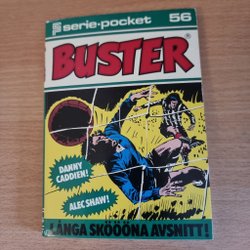 serie-pocket 56
BUSTER
DANNY
CADDIEN!
ALEC SHAW!
LÅNGA SKÖÖÖNA AVSNITT!